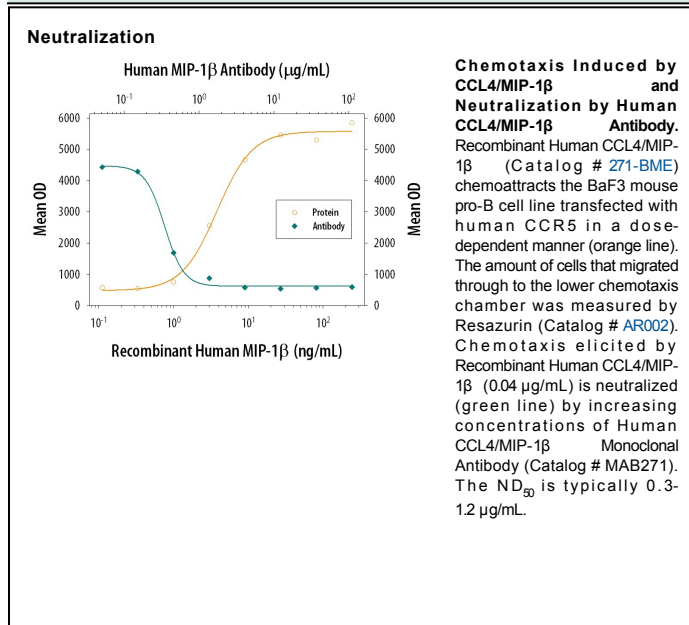 Neutralization
Human MIP-1β Antibody (µg/mL)
10⁻¹ 10⁰ 10¹ 10²
6000 6000
5000 5000
4000 4000
3000 3000
2000 2000
1000 1000
0 0
Mean OD
Mean OD
Protein
Antibody
10⁻¹ 10⁰ 10¹ 10²
Recombinant Human MIP-1β (ng/mL)
Chemotaxis Induced by
CCL4/MIP-1β and
Neutralization by Human
CCL4/MIP-1β Antibody.
Recombinant Human CCL4/MIP-
1β (Catalog # 271-BME)
chemoattracts the BaF3 mouse
pro-B cell line transfected with
human CCR5 in a dose-
dependent manner (orange line).
The amount of cells that migrated
through to the lower chemotaxis
chamber was measured by
Resazurin (Catalog # AR002).
Chemotaxis elicited by
Recombinant Human CCL4/MIP-
1β (0.04 µg/mL) is neutralized
(green line) by increasing
concentrations of Human
CCL4/MIP-1β Monoclonal
Antibody (Catalog # MAB271).
The ND₅₀ is typically 0.3-
1.2 µg/mL.